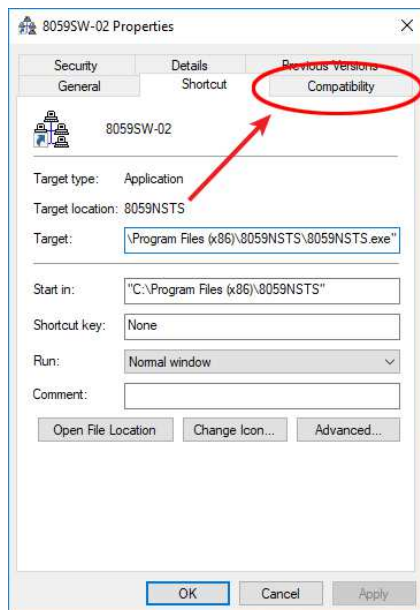 8059SW-02 Properties
Security Details Previous Versions
General Shortcut Compatibility
8059SW-02
Target type: Application
Target location: 8059NSTS
Target: \Program Files (x86)\8059NSTS\8059NSTS.exe"
Start in: "C:\Program Files (x86)\8059NSTS"
Shortcut key: None
Run: Normal window
Comment:
Open File Location Change Icon... Advanced...
OK Cancel Apply